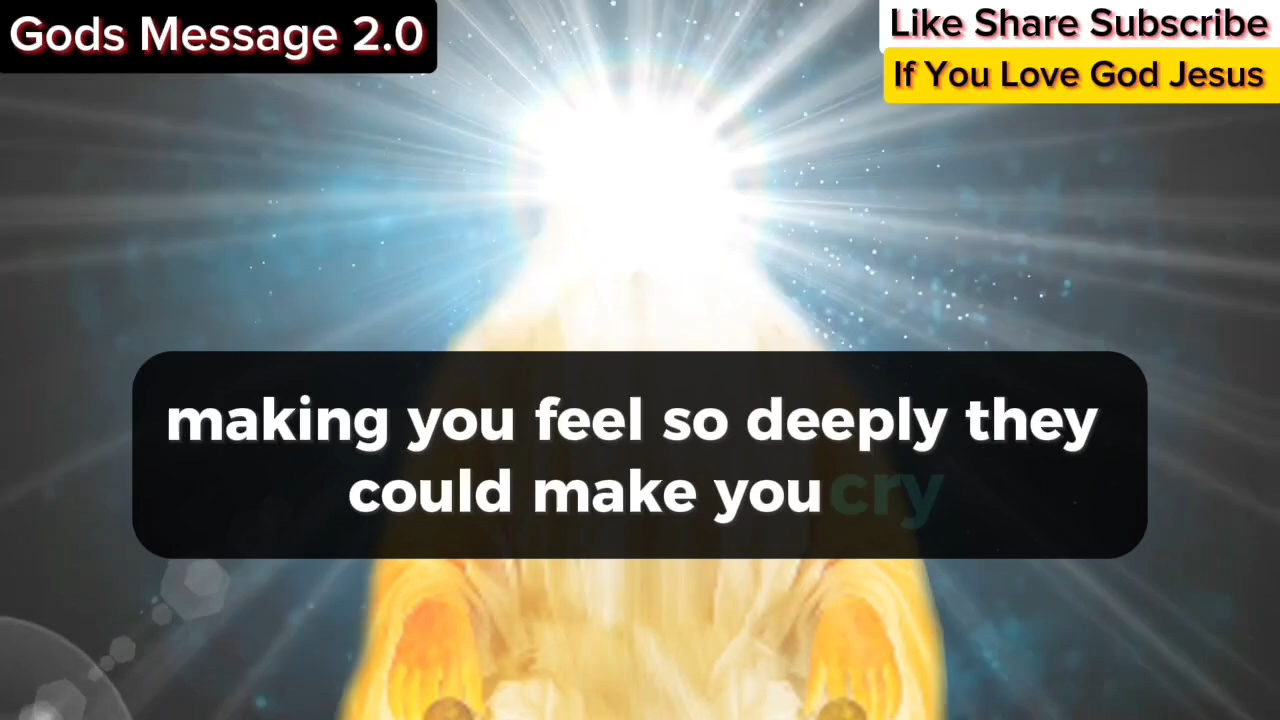 Gods Message 2.0
Like Share Subscribe
If You Love God Jesus
making you feel so deeply they
could make you cry